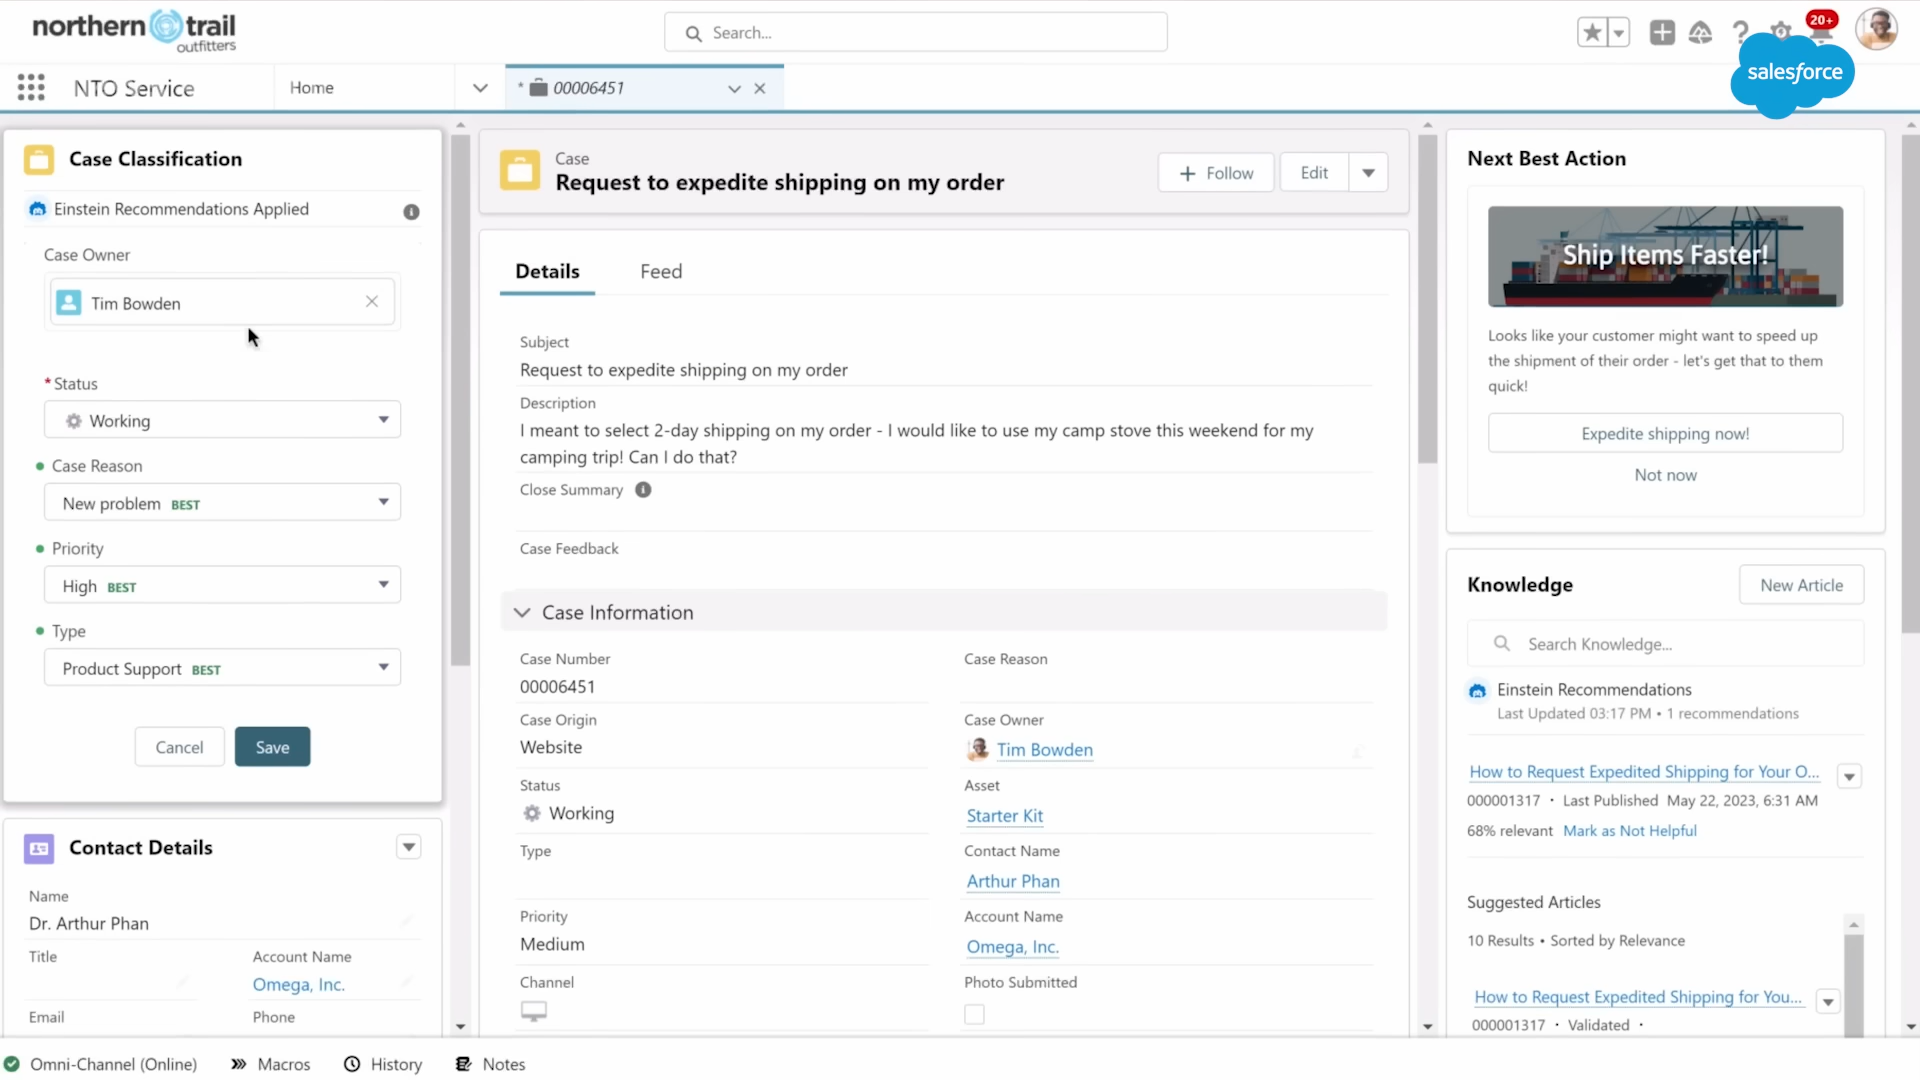 northern trail
outfitters
Search...
20+
salesforce
NTO Service
Home
* 00006451
Case Classification
Einstein Recommendations Applied
Case Owner
Tim Bowden
*Status
Working
Case Reason
New problem BEST
Priority
High BEST
Type
Product Support BEST
Cancel
Save
Contact Details
Name
Dr. Arthur Phan
Title
Account Name
Omega, Inc.
Email
Phone
Case
Request to expedite shipping on my order
+ Follow
Edit
Details
Feed
Subject
Request to expedite shipping on my order
Description
I meant to select 2-day shipping on my order - I would like to use my camp stove this weekend for my
camping trip! Can I do that?
Close Summary
Case Feedback
Case Information
Case Number
00006451
Case Reason
Case Origin
Website
Case Owner
Tim Bowden
Status
Working
Asset
Starter Kit
Type
Contact Name
Arthur Phan
Priority
Medium
Account Name
Omega, Inc.
Channel
Photo Submitted
Next Best Action
Ship Items Faster!
Looks like your customer might want to speed up
the shipment of their order - let's get that to them
quick!
Expedite shipping now!
Not now
Knowledge
New Article
Search Knowledge...
Einstein Recommendations
Last Updated 03:17 PM • 1 recommendations
How to Request Expedited Shipping for Your O...
000001317 • Last Published May 22, 2023, 6:31 AM
68% relevant Mark as Not Helpful
Suggested Articles
10 Results • Sorted by Relevance
How to Request Expedited Shipping for You...
000001317 • Validated •
Omni-Channel (Online)
Macros
History
Notes